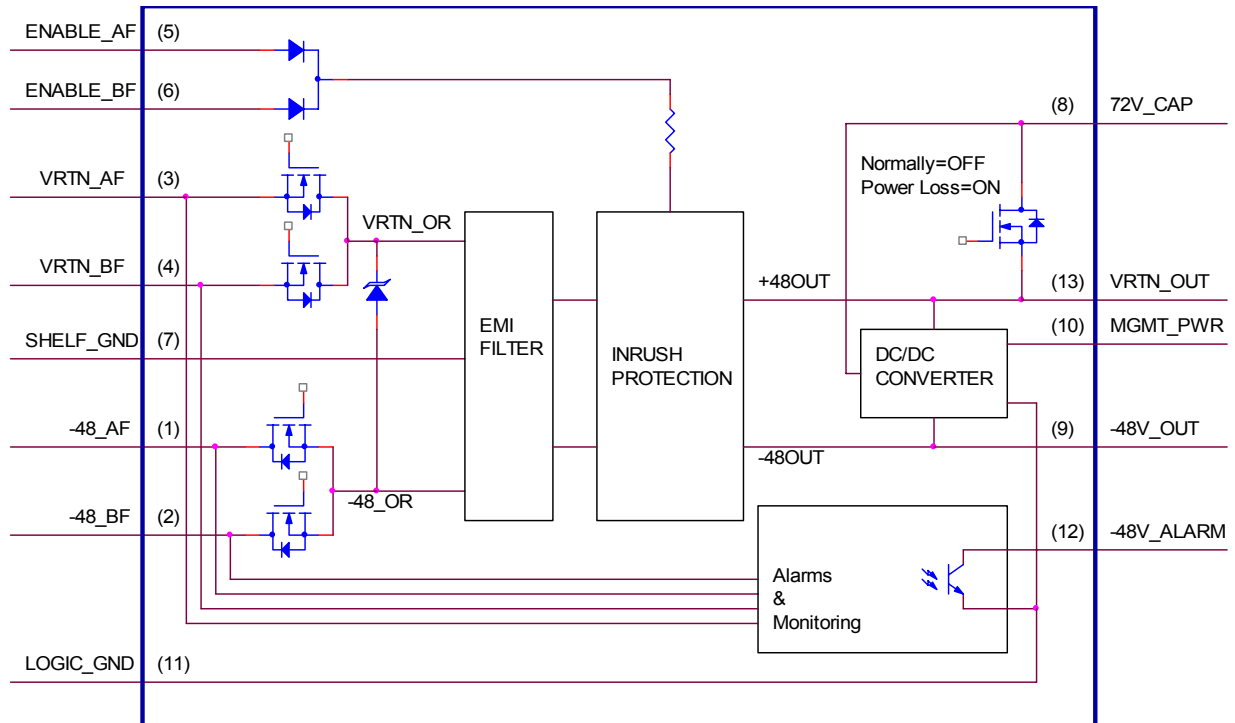 ENABLE_AF (5)
ENABLE_BF (6)
VRTN_AF (3)
VRTN_BF (4)
SHELF_GND (7)
-48_AF (1)
-48_BF (2)
LOGIC_GND (11)
VRTN_OR
-48_OR
EMI
FILTER
INRUSH
PROTECTION
+48OUT
-48OUT
Normally=OFF
Power Loss=ON
DC/DC
CONVERTER
Alarms
&
Monitoring
(8) 72V_CAP
(13) VRTN_OUT
(10) MGMT_PWR
(9) -48V_OUT
(12) -48V_ALARM